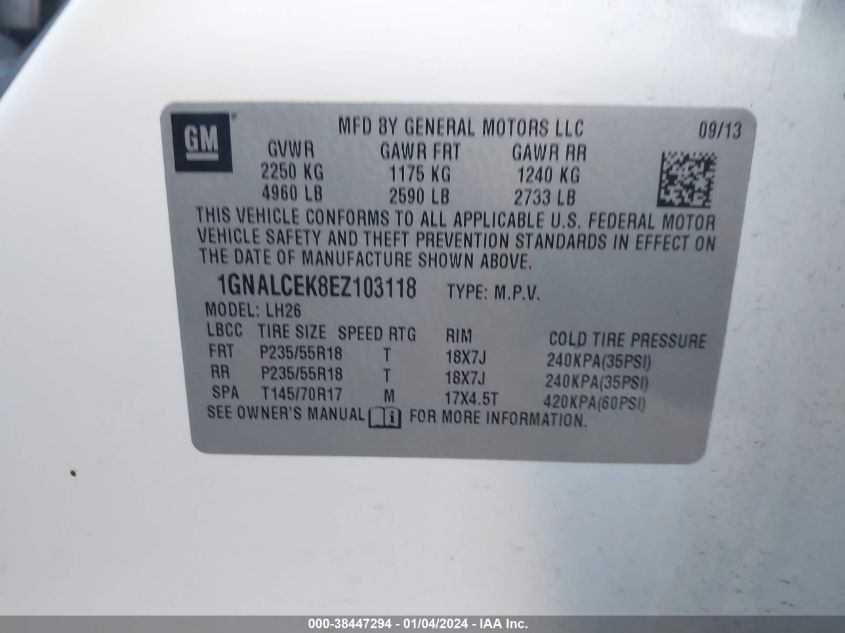 GM
MFD BY GENERAL MOTORS LLC 09/13
GVWR GAWR FRT GAWR RR
2250 KG 1175 KG 1240 KG
4960 LB 2590 LB 2733 LB
THIS VEHICLE CONFORMS TO ALL APPLICABLE U.S. FEDERAL MOTOR
VEHICLE SAFETY AND THEFT PREVENTION STANDARDS IN EFFECT ON
THE DATE OF MANUFACTURE SHOWN ABOVE.
1GNALCEK8EZ103118 TYPE: M.P.V.
MODEL: LH26
LBCC TIRE SIZE SPEED RTG RIM COLD TIRE PRESSURE
FRT P235/55R18 T 18X7J 240KPA(35PSI)
RR P235/55R18 T 18X7J 240KPA(35PSI)
SPA T145/70R17 M 17X4.5T 420KPA(60PSI)
SEE OWNER'S MANUAL FOR MORE INFORMATION.
000-38447294 - 01/04/2024 - IAA Inc.